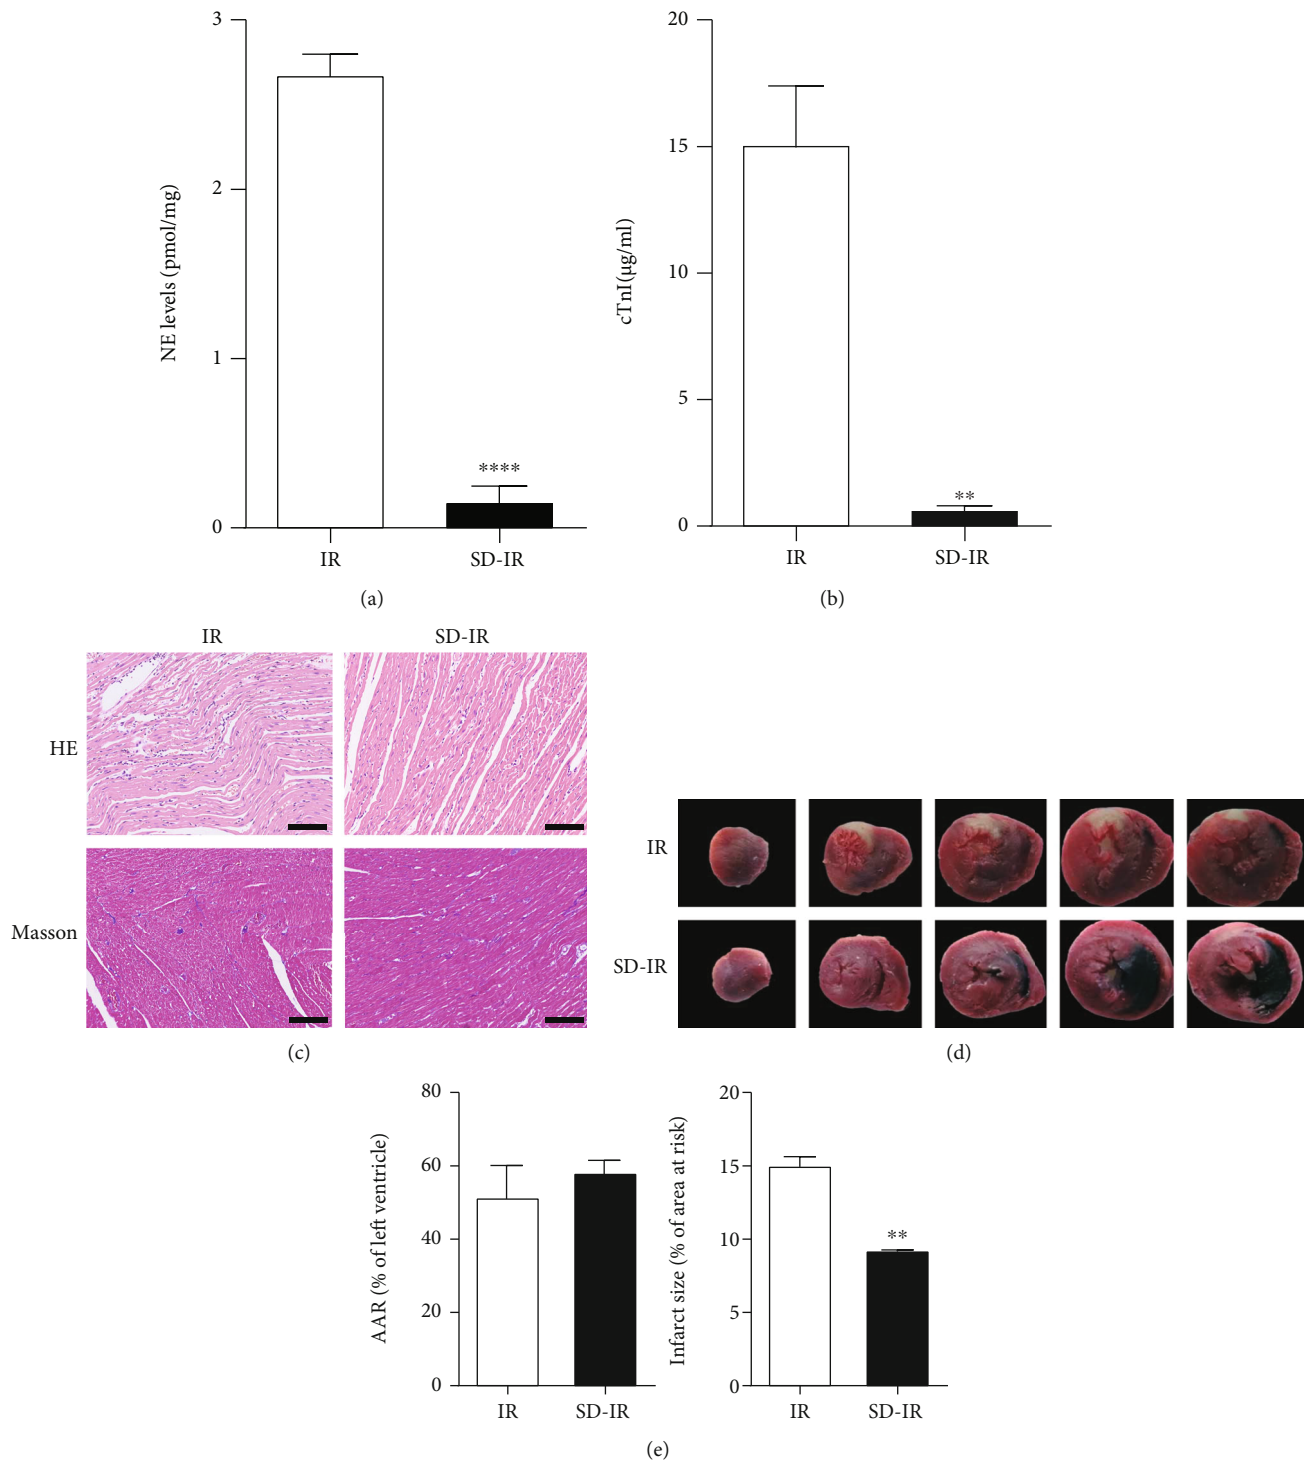 3
2
1
0
NE levels (pmol/mg)
****
IR
SD-IR
(a)
20
15
10
5
0
cTnI(μg/ml)
**
IR
SD-IR
(b)
IR
SD-IR
HE
Masson
(c)
IR
SD-IR
(d)
80
60
40
20
0
AAR (% of left ventricle)
IR
SD-IR
20
15
10
5
0
Infarct size (% of area at risk)
**
IR
SD-IR
(e)